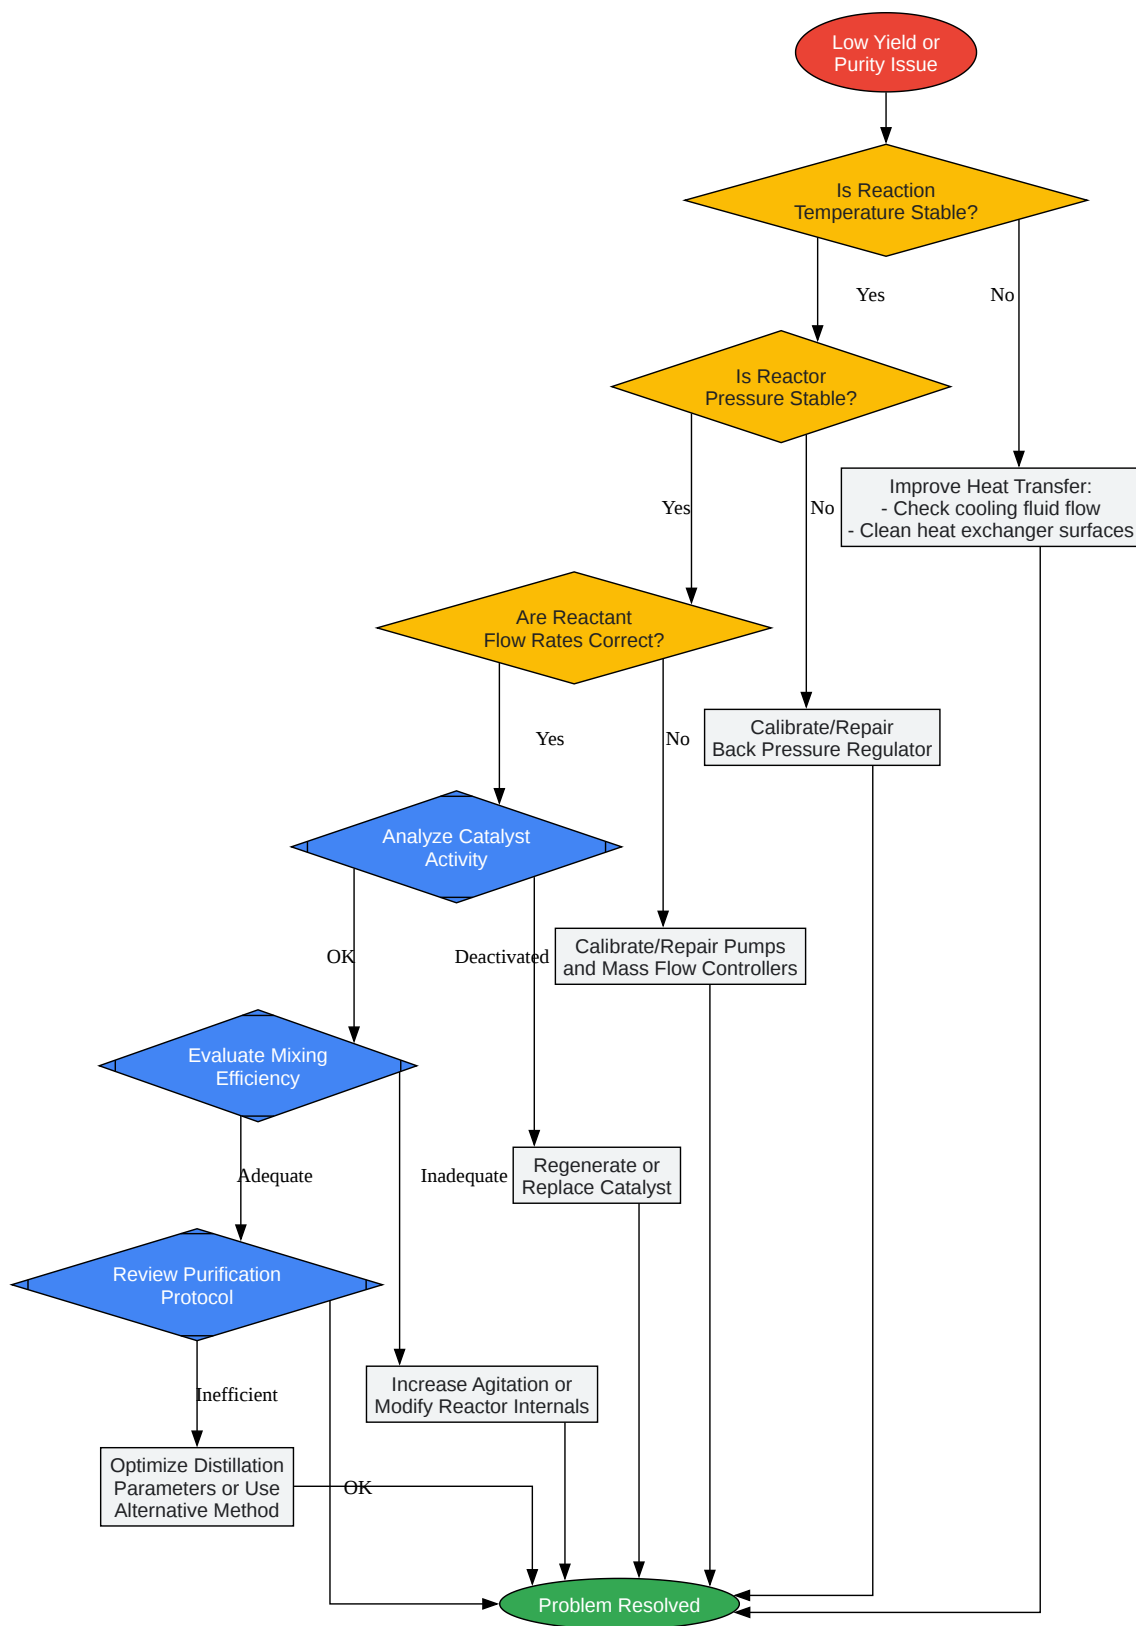 Low Yield or
Purity Issue
Is Reaction
Temperature Stable?
Yes
No
Is Reactor
Pressure Stable?
Improve Heat Transfer:
- Check cooling fluid flow
- Clean heat exchanger surfaces
Yes
No
Are Reactant
Flow Rates Correct?
Yes
No
Calibrate/Repair
Back Pressure Regulator
Analyze Catalyst
Activity
OK
Deactivated
Calibrate/Repair Pumps
and Mass Flow Controllers
Evaluate Mixing
Efficiency
Adequate
Inadequate
Regenerate or
Replace Catalyst
Review Purification
Protocol
Inefficient
Increase Agitation or
Modify Reactor Internals
Optimize Distillation
Parameters or Use
Alternative Method
OK
Problem Resolved